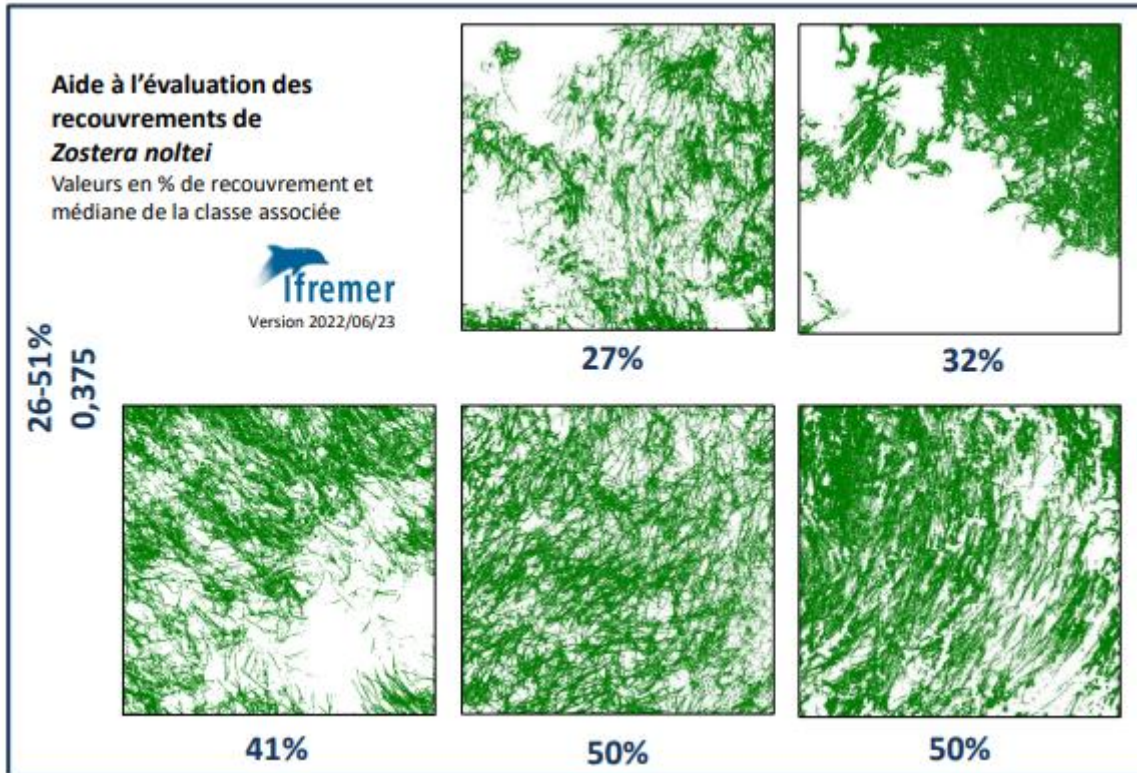 Aide à l'évaluation des
recouvrements de
Zostera noltei
Valeurs en % de recouvrement et
médiane de la classe associée
Ifremer
Version 2022/06/23
26-51%
0,375
27%
32%
41%
50%
50%